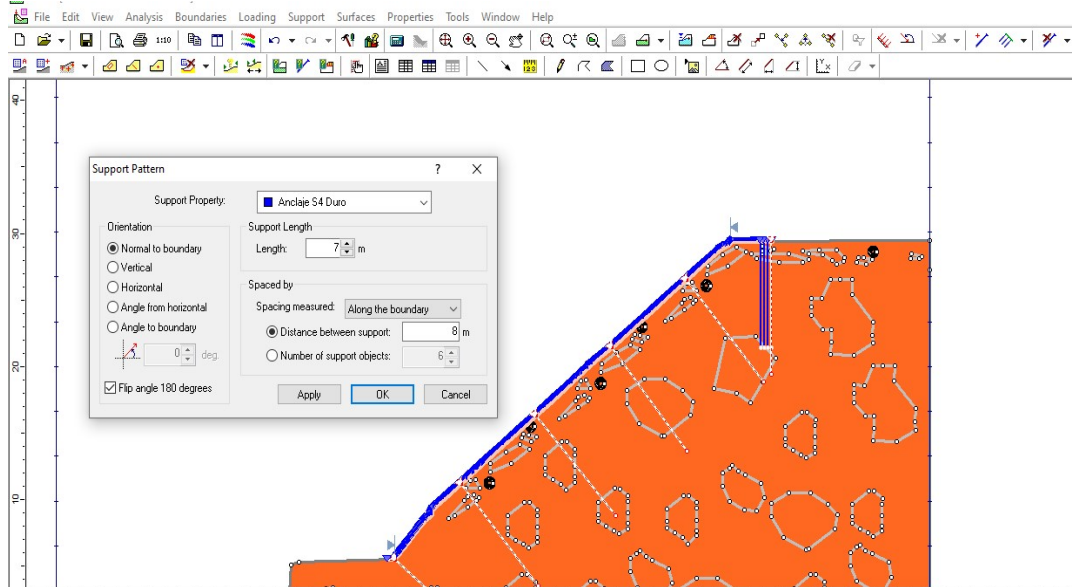 File Edit View Analysis Boundaries Loading Support Surfaces Properties Tools Window Help
1:10
123
40
30
20
10
Support Pattern ? X
Support Property: Anclaje S4 Duro
Orientation
Normal to boundary
Vertical
Horizontal
Angle from horizontal
Angle to boundary
0 deg.
Flip angle 180 degrees
Support Length
Length: 7 m
Spaced by
Spacing measured: Along the boundary
Distance between support: 8 m
Number of support objects: 6
Apply OK Cancel